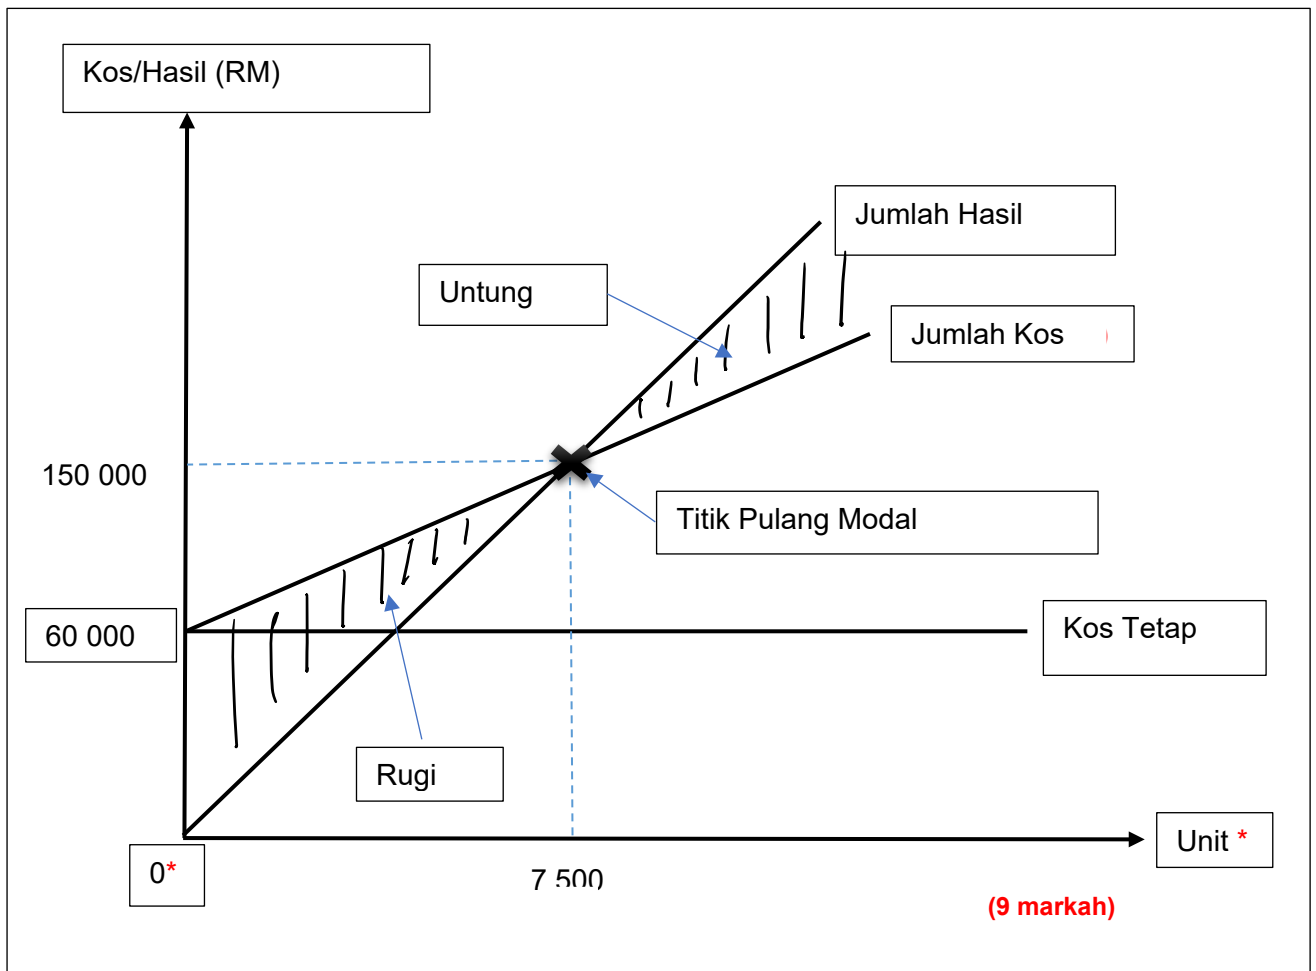 Kos/Hasil (RM)
Jumlah Hasil
Untung
Jumlah Kos
150 000
Titik Pulang Modal
60 000
Kos Tetap
Rugi
Unit *
0*
7 500
(9 markah)